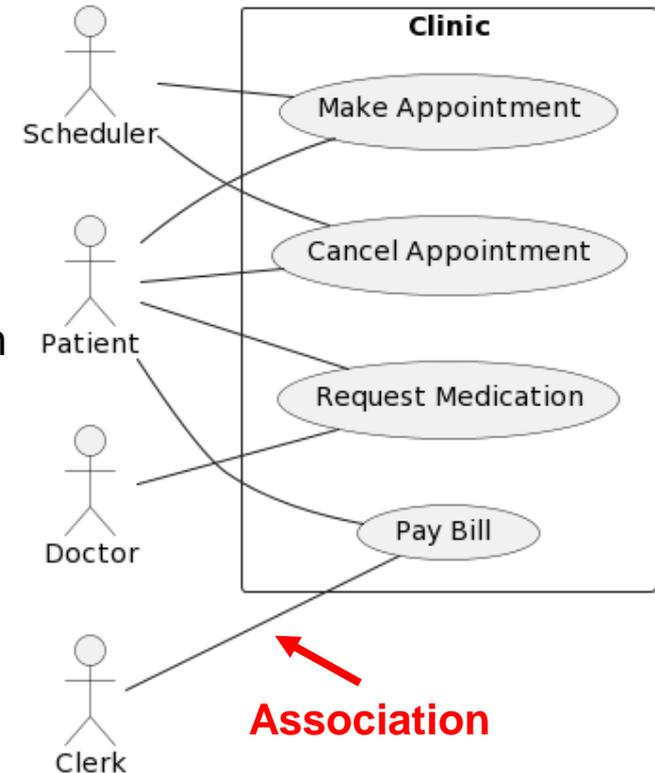 Clinic
Make Appointment
Scheduler
Cancel Appointment
n
Patient
Request Medication
Pay Bill
Doctor
Association
Clerk